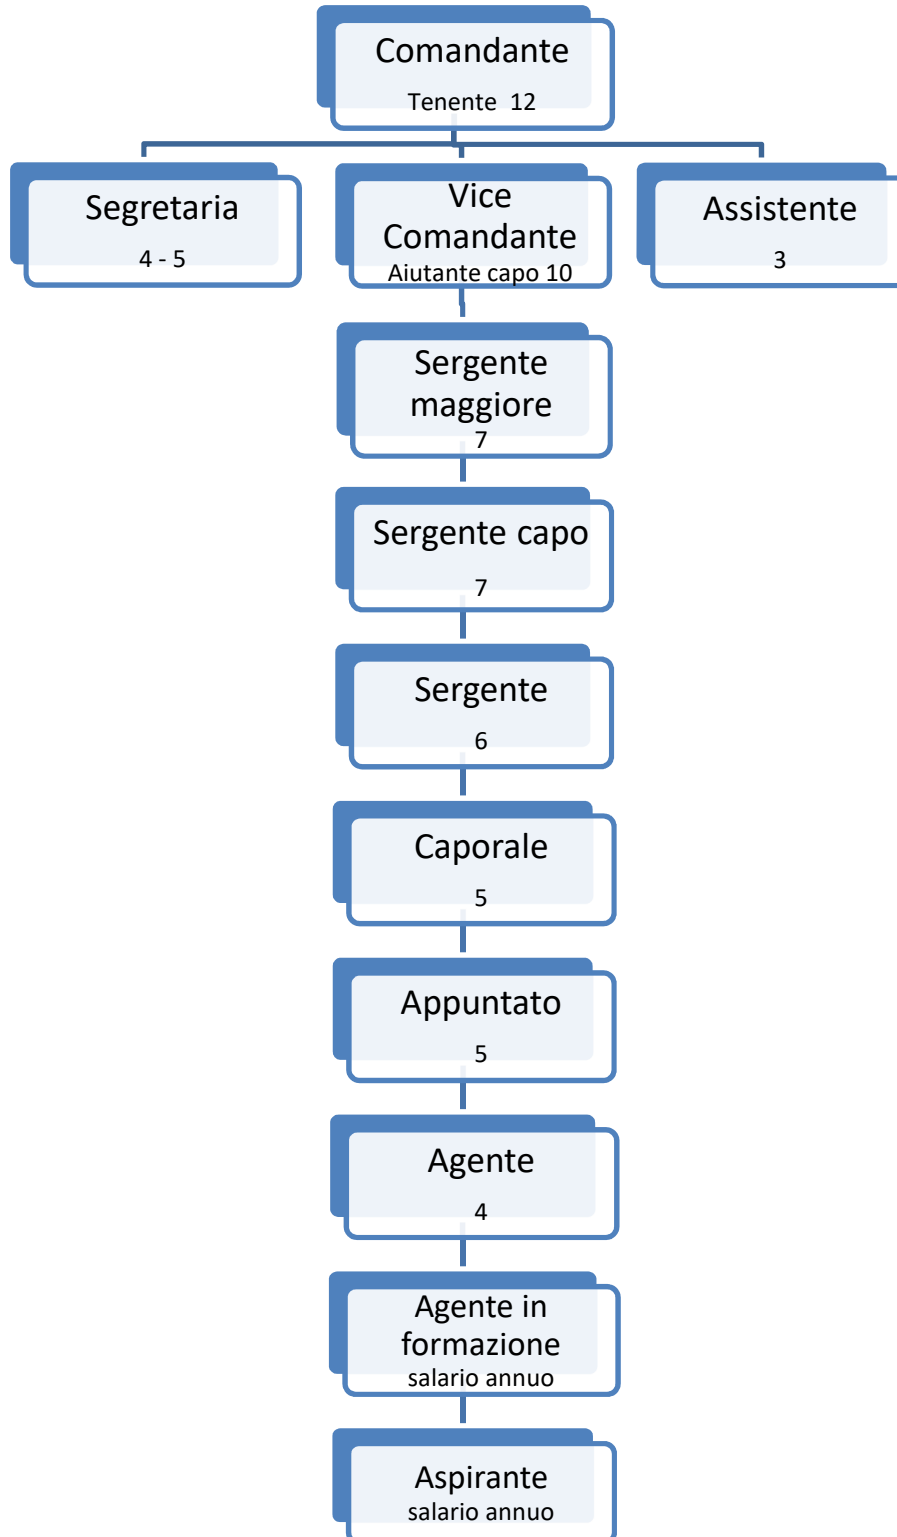 Comandante
Tenente 12
Segretaria
4 - 5
Vice
Comandante
Aiutante capo 10
Assistente
3
Sergente
maggiore
7
Sergente capo
7
Sergente
6
Caporale
5
Appuntato
5
Agente
4
Agente in
formazione
salario annuo
Aspirante
salario annuo